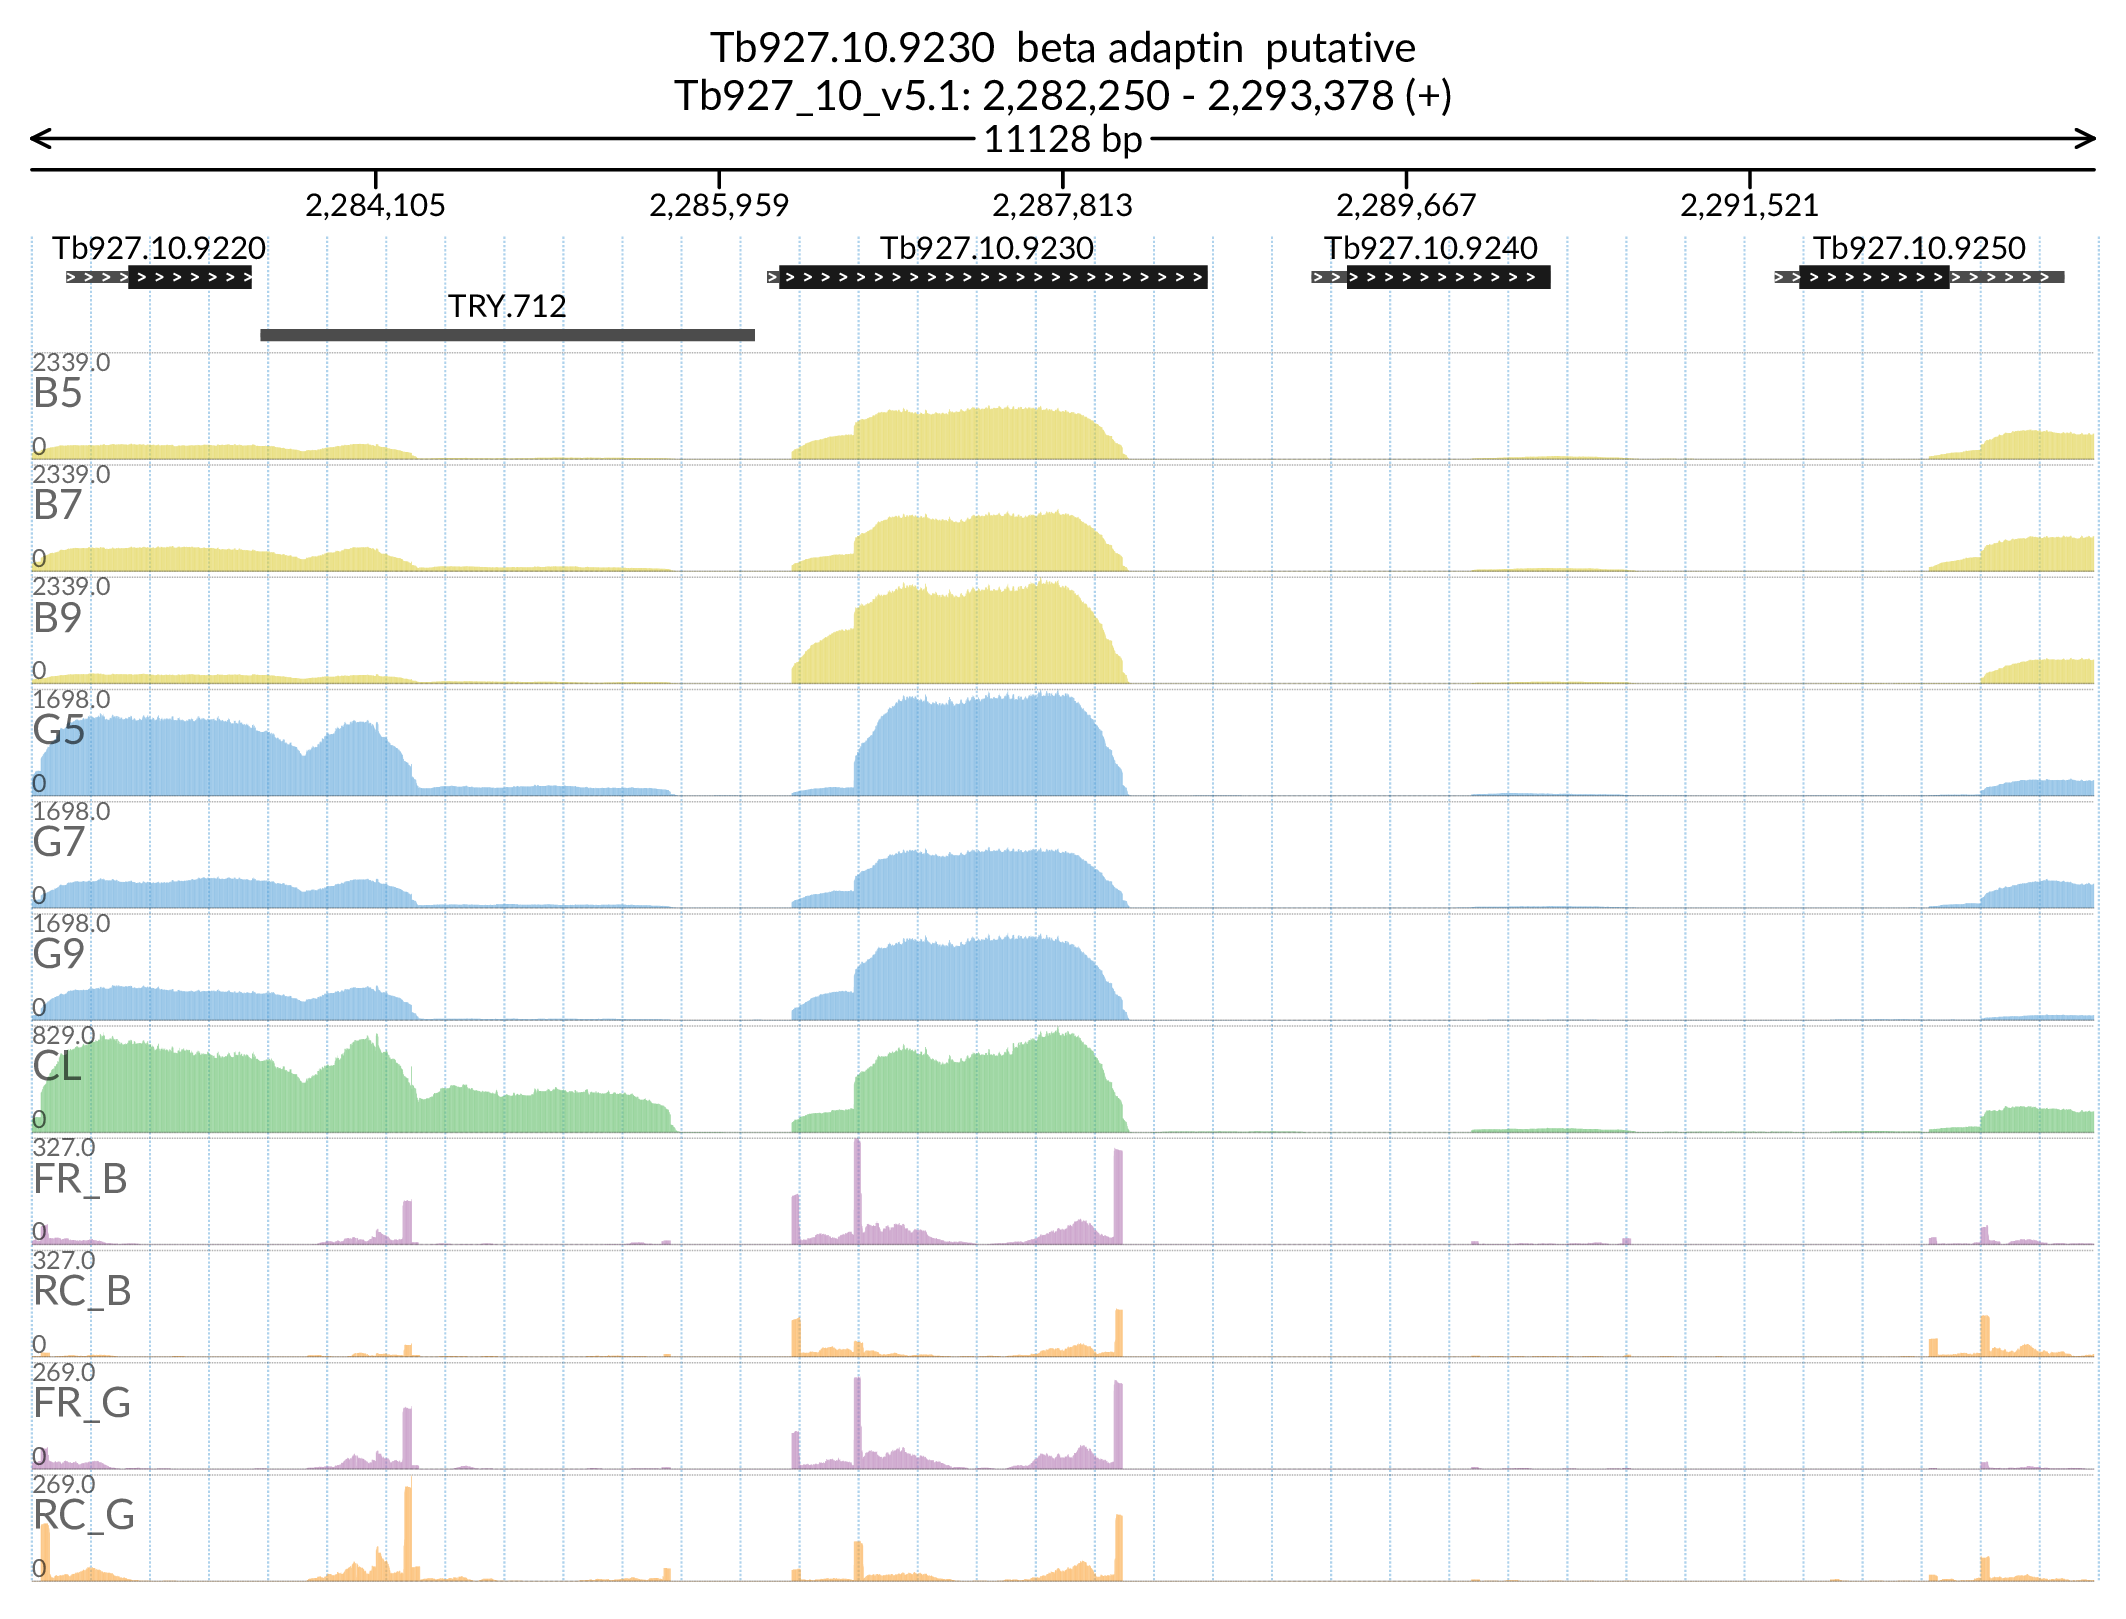 Tb927.10.9230  beta adaptin  putative
Tb927_10_v5.1: 2,282,250 - 2,293,378 (+)
11128 bp
2,284,105 2,285,959 2,287,813 2,289,667 2,291,521
Tb927.10.9220 Tb927.10.9230 Tb927.10.9240 Tb927.10.9250
TRY.712
2339.0
B5
0
2339.0
B7
0
2339.0
B9
0
1698.0
G5
0
1698.0
G7
0
1698.0
G9
0
829.0
CL
0
327.0
FR_B
0
327.0
RC_B
0
269.0
FR_G
0
269.0
RC_G
0